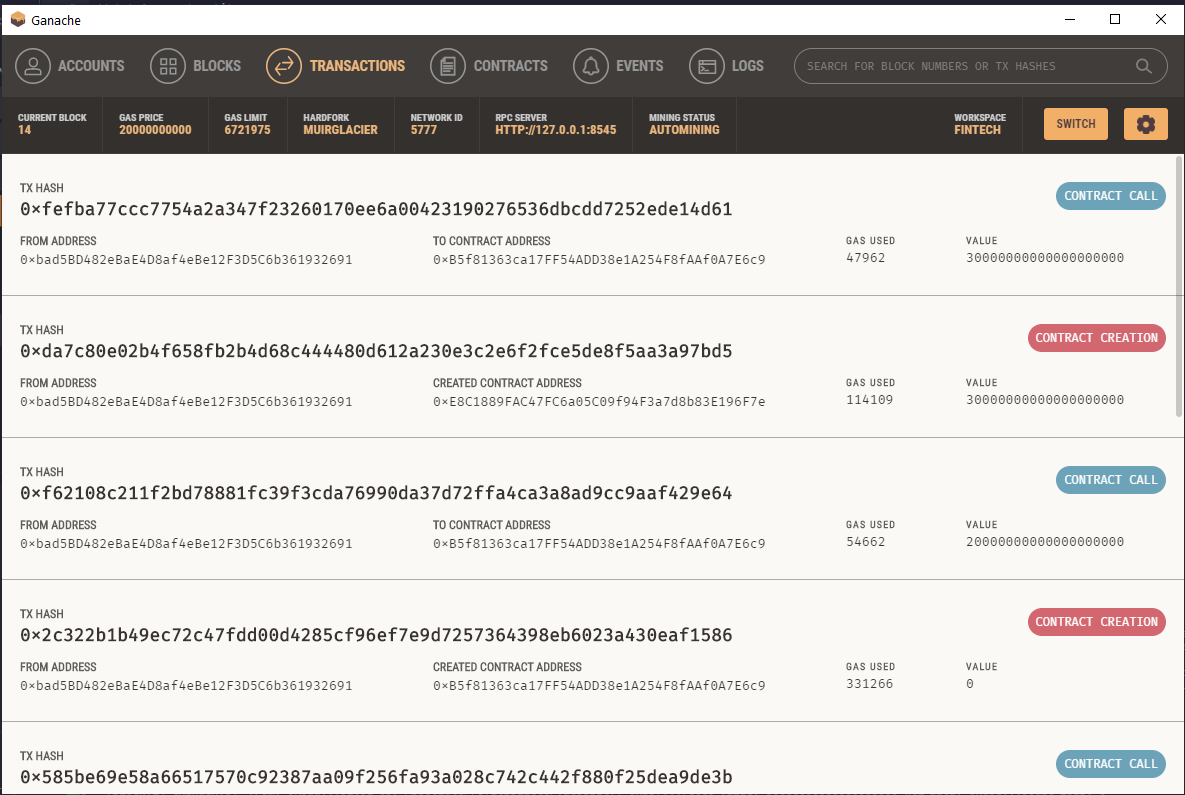 Ganache
ACCOUNTS BLOCKS TRANSACTIONS CONTRACTS EVENTS LOGS SEARCH FOR BLOCK NUMBERS OR TX HASHES
CURRENT BLOCK GAS PRICE GAS LIMIT HARDFORK NETWORK ID RPC SERVER MINING STATUS WORKSPACE
14 20000000000 6721975 MUIRGLACIER 5777 HTTP://127.0.0.1:8545 AUTOMINING FINTECH SWITCH
TX HASH
0×fefba77ccc7754a2a347f23260170ee6a00423190276536dbcdd7252ede14d61 CONTRACT CALL
FROM ADDRESS TO CONTRACT ADDRESS GAS USED VALUE
0×bad5BD482eBaE4D8af4eBe12F3D5C6b361932691 0×B5f81363ca17FF54ADD38e1A254F8fAAf0A7E6c9 47962 30000000000000000000
TX HASH
0×da7c80e02b4f658fb2b4d68c444480d612a230e3c2e6f2fce5de8f5aa3a97bd5 CONTRACT CREATION
FROM ADDRESS CREATED CONTRACT ADDRESS GAS USED VALUE
0×bad5BD482eBaE4D8af4eBe12F3D5C6b361932691 0×E8C1889FAC47FC6a05C09f94F3a7d8b83E196F7e 114109 30000000000000000000
TX HASH
0×f62108c211f2bd78881fc39f3cda76990da37d72ffa4ca3a8ad9cc9aaf429e64 CONTRACT CALL
FROM ADDRESS TO CONTRACT ADDRESS GAS USED VALUE
0×bad5BD482eBaE4D8af4eBe12F3D5C6b361932691 0×B5f81363ca17FF54ADD38e1A254F8fAAf0A7E6c9 54662 20000000000000000000
TX HASH
0×2c322b1b49ec72c47fdd00d4285cf96ef7e9d7257364398eb6023a430eaf1586 CONTRACT CREATION
FROM ADDRESS CREATED CONTRACT ADDRESS GAS USED VALUE
0×bad5BD482eBaE4D8af4eBe12F3D5C6b361932691 0×B5f81363ca17FF54ADD38e1A254F8fAAf0A7E6c9 331266 0
TX HASH
0×585be69e58a66517570c92387aa09f256fa93a028c742c442f880f25dea9de3b CONTRACT CALL